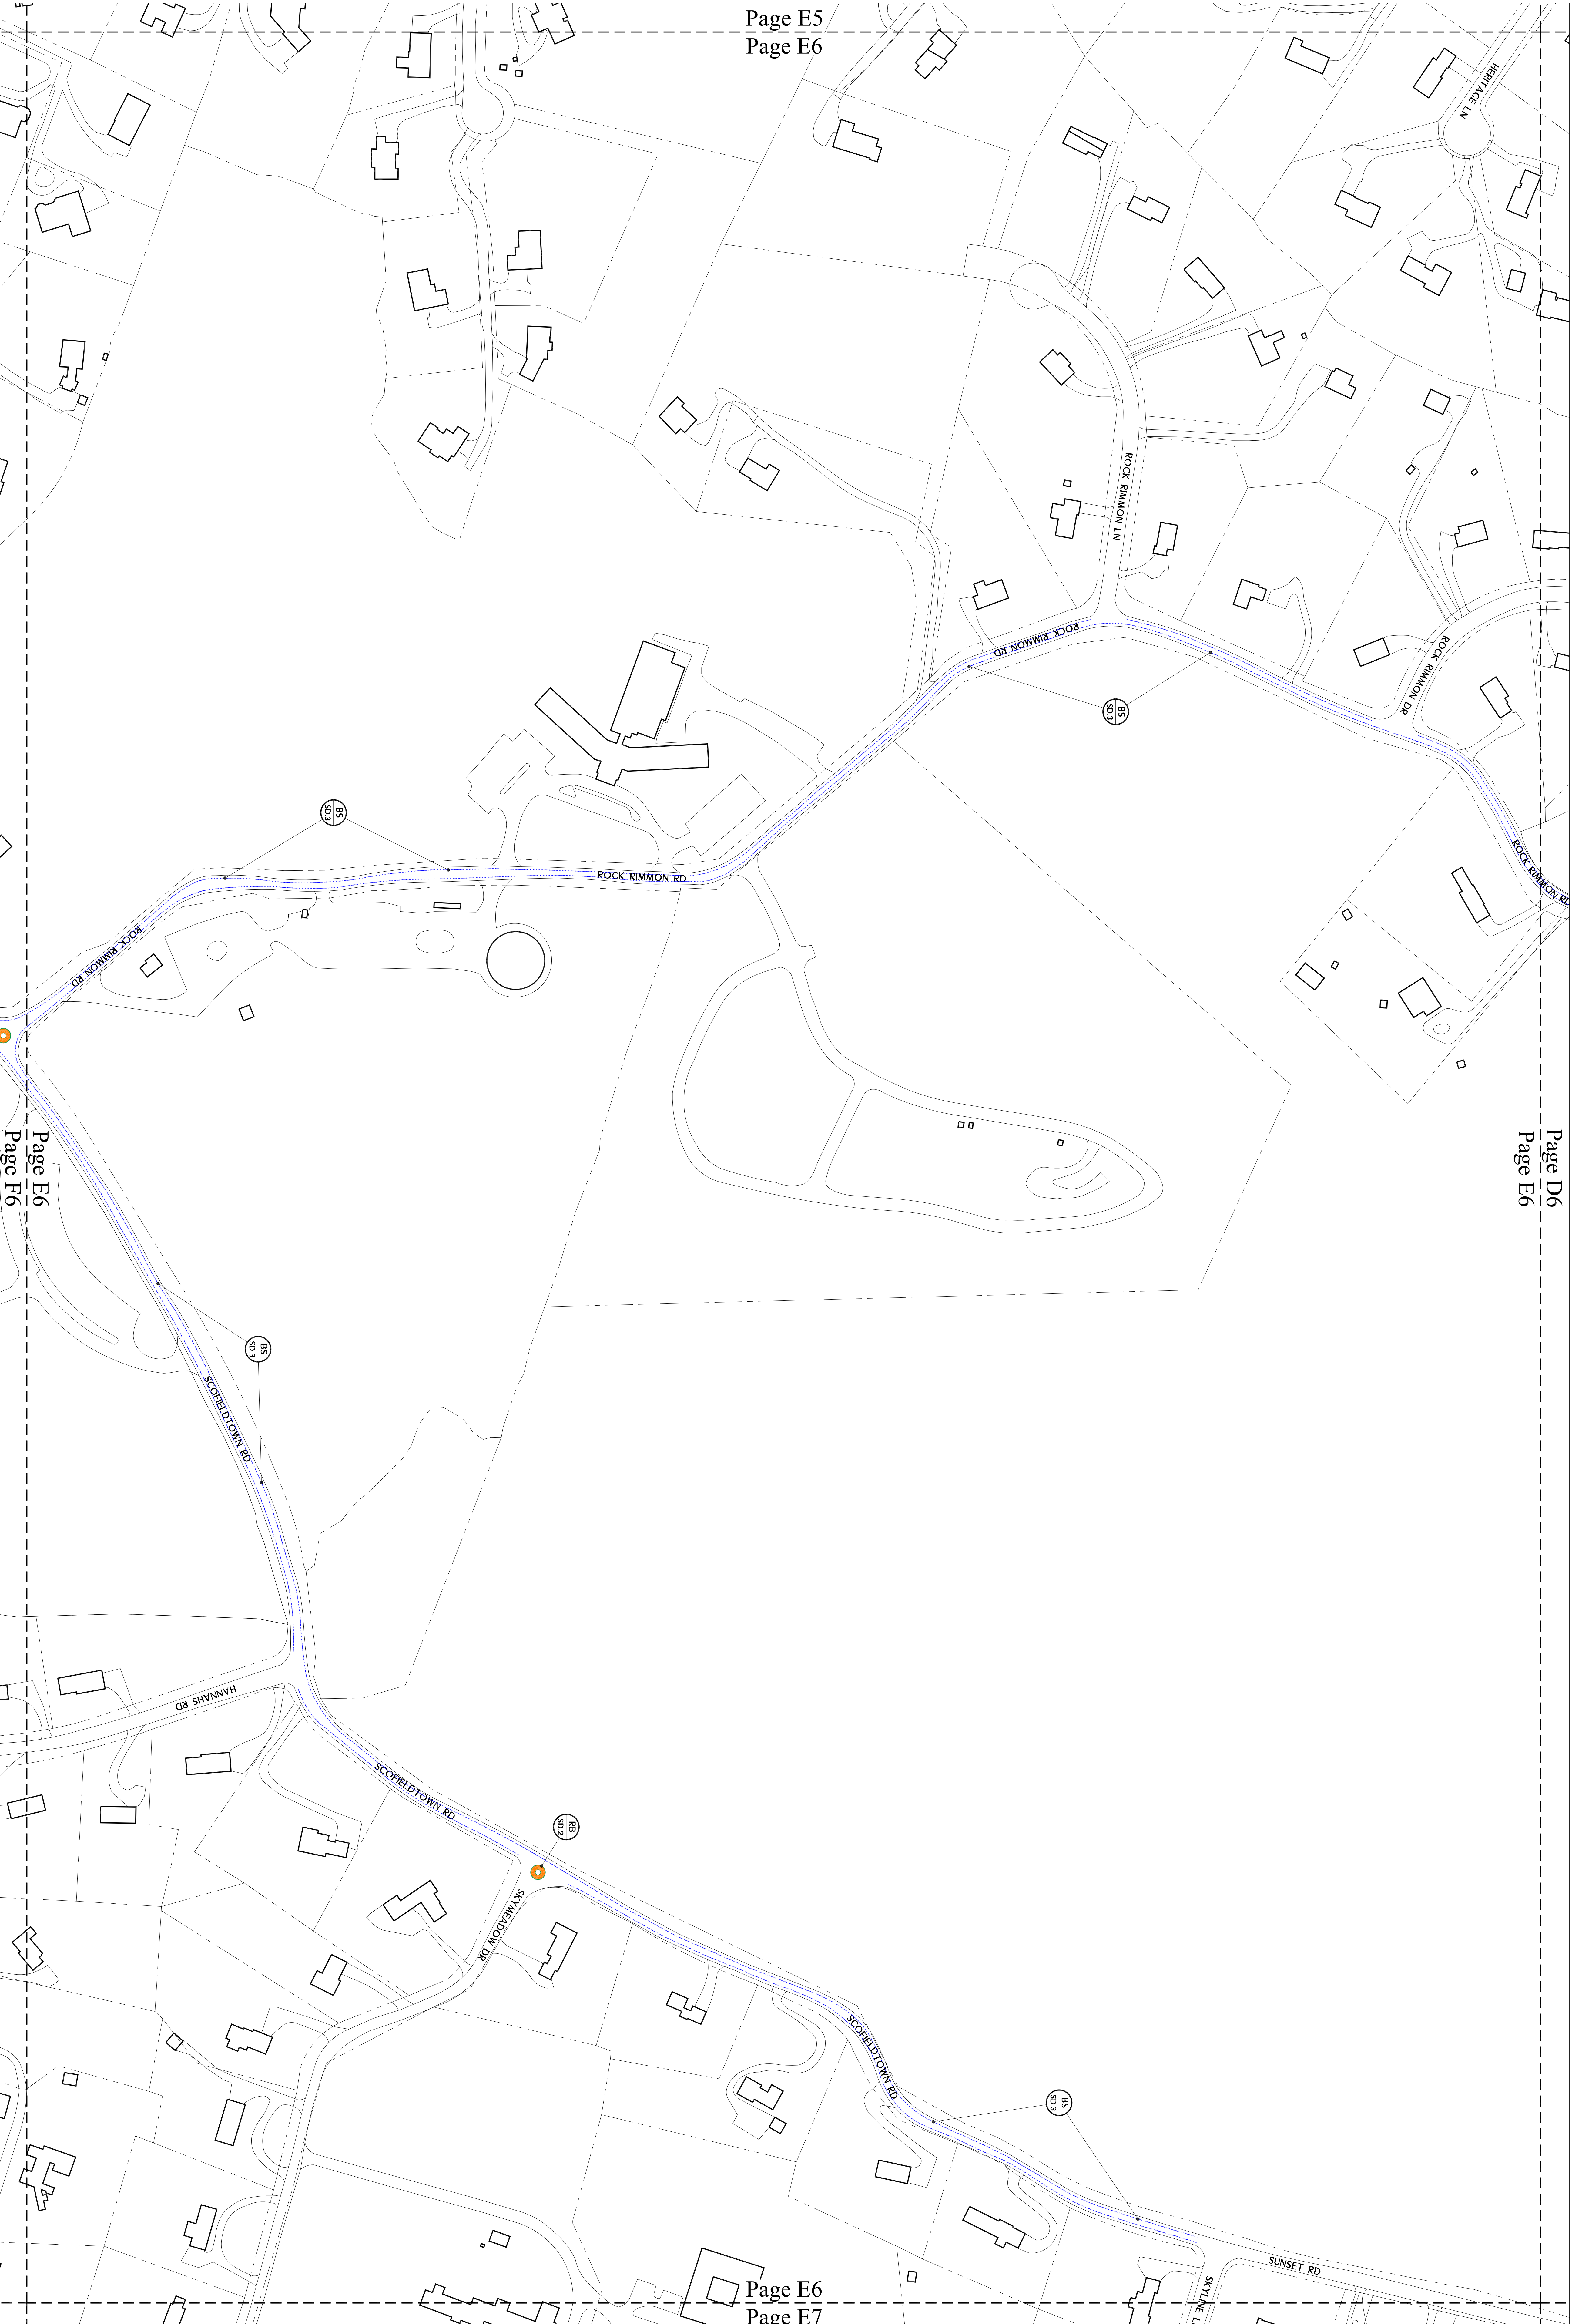 Page E5
Page E6
HERITAGE LN
ROCK RIMMON LN
ROCK RIMMON RD
ROCK RIMMON DR
BS
SD.3
BS
SD.3
ROCK RIMMON RD
ROCK RIMMON RD
ROCK RIMMON RD
Page E6
Page F6
Page D6
Page E6
BS
SD.3
SCOFIELDTOWN RD
HANNAHS RD
SCOFIELDTOWN RD
RB
SD.2
SKYMEADOW DR
SCOFIELDTOWN RD
BS
SD.3
SUNSET RD
SKYLINE L
Page E6
Page E7